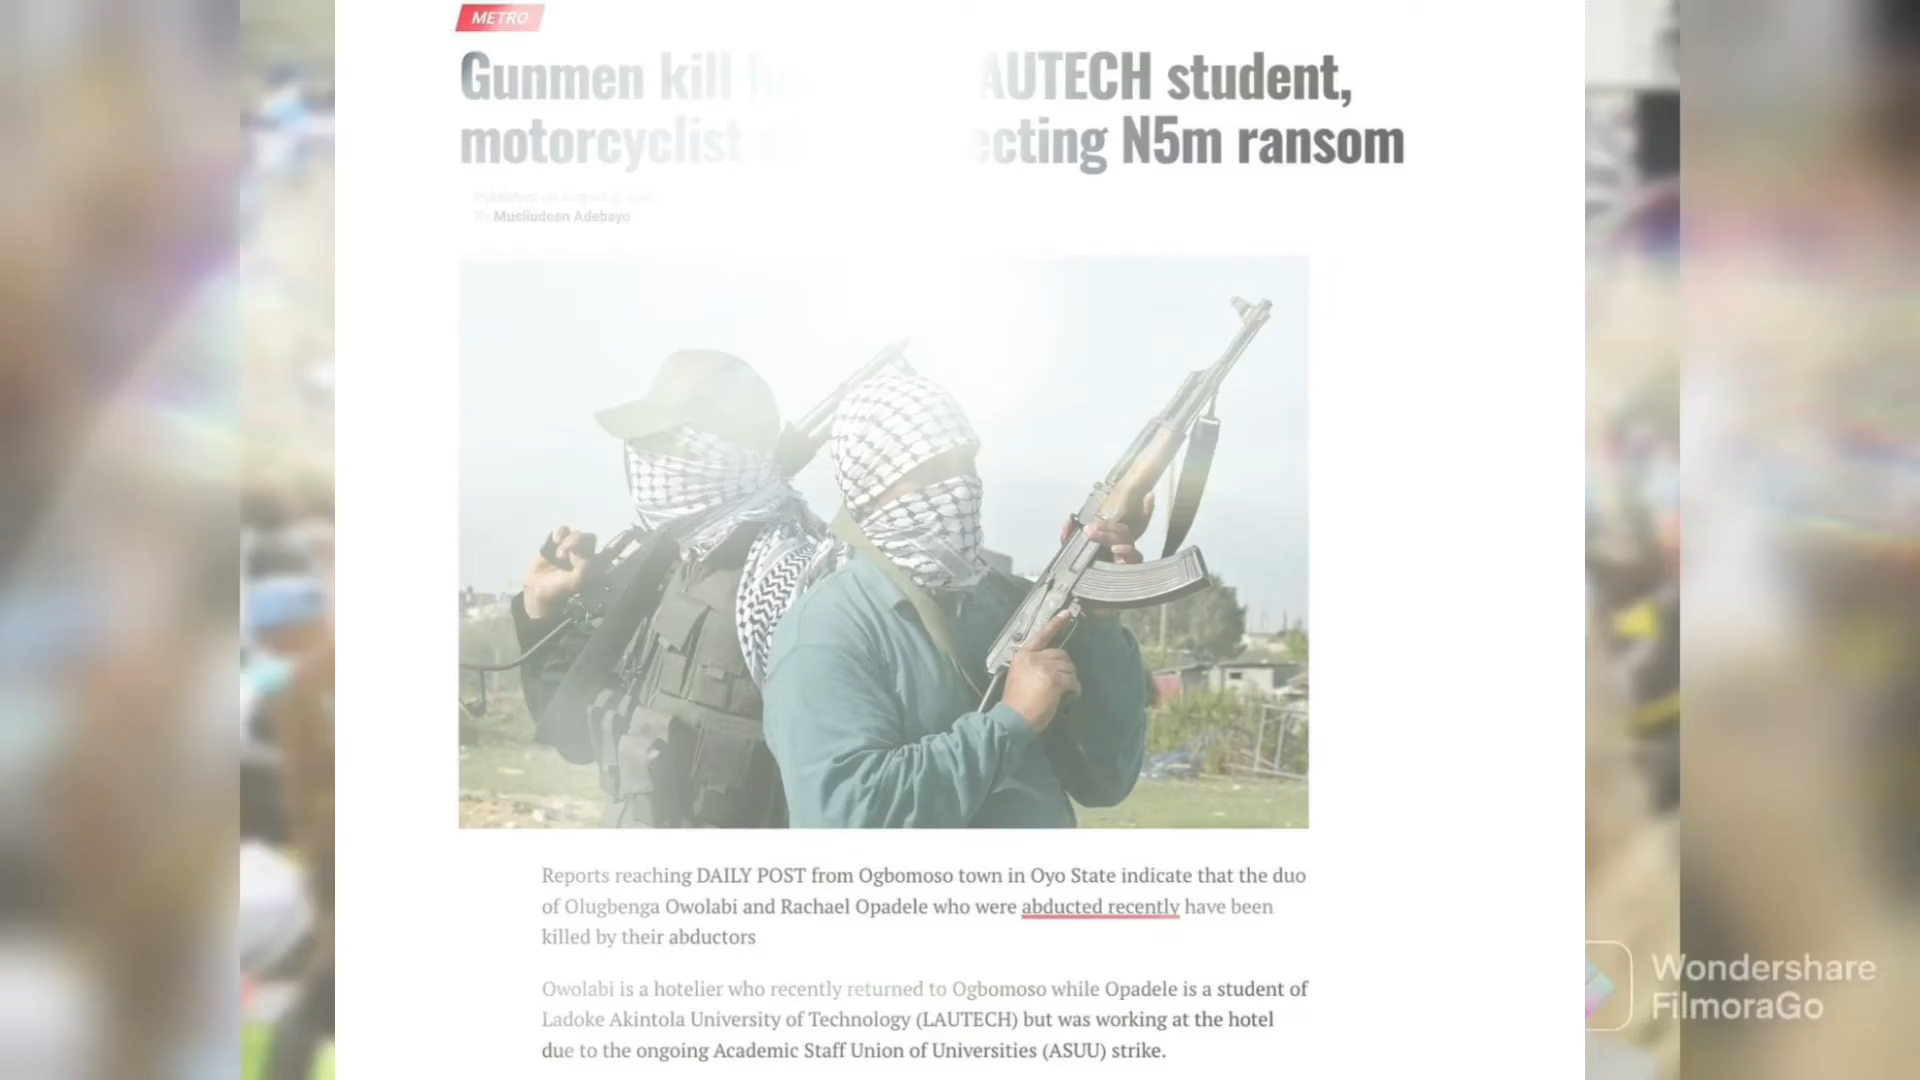 METRO
Gunmen kill AUTECH student,
motorcyclist ecting N5m ransom
Published on August
By Musliudeen Adebayo
Reports reaching DAILY POST from Ogbomoso town in Oyo State indicate that the duo
of Olugbenga Owolabi and Rachael Opadele who were abducted recently have been
killed by their abductors
Owolabi is a hotelier who recently returned to Ogbomoso while Opadele is a student of
Ladoke Akintola University of Technology (LAUTECH) but was working at the hotel
due to the ongoing Academic Staff Union of Universities (ASUU) strike.
Wondershare
FilmoraGo